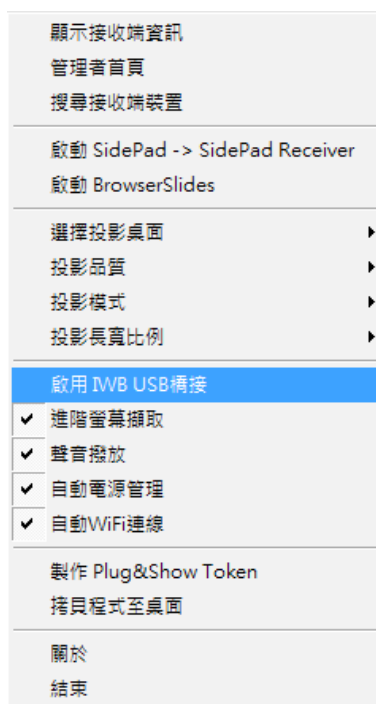 顯示接收端資訊
管理者首頁
搜尋接收端裝置
啟動 SidePad -> SidePad Receiver
啟動 BrowserSlides
選擇投影桌面
投影品質
投影模式
投影長寬比例
啟用 IWB USB橋接
進階螢幕擷取
聲音撥放
自動電源管理
自動WiFi連線
製作 Plug&Show Token
拷貝程式至桌面
關於
結束